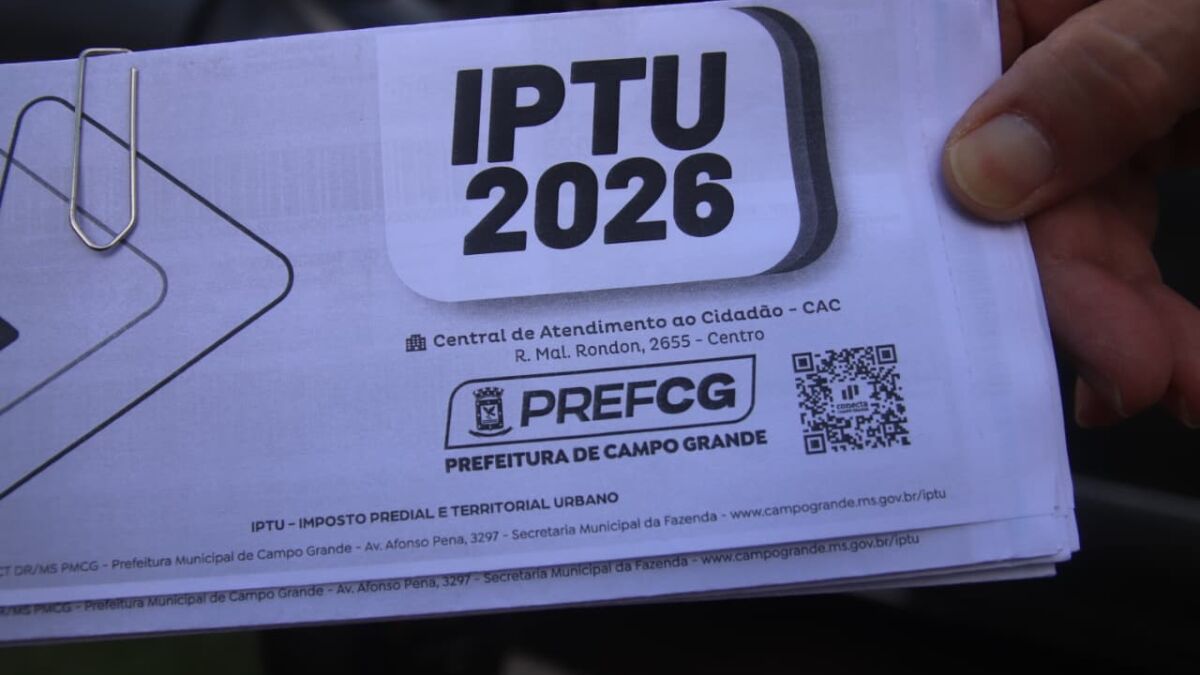 IPTU
2026
Central de Atendimento ao Cidadão - CAC
R. Mal. Rondon, 2655 - Centro
PREFCG
PREFEITURA DE CAMPO GRANDE
conecta
CAMPO GRANDE
IPTU – IMPOSTO PREDIAL E TERRITORIAL URBANO
CT DR/MS PMCG - Prefeitura Municipal de Campo Grande - Av. Afonso Pena, 3297 - Secretaria Municipal da Fazenda - www.campogrande.ms.gov.br/iptu
R/MS PMCG - Prefeitura Municipal de Campo Grande - Av. Afonso Pena, 3297 - Secretaria Municipal da Fazenda - www.campogrande.ms.gov.br/iptu